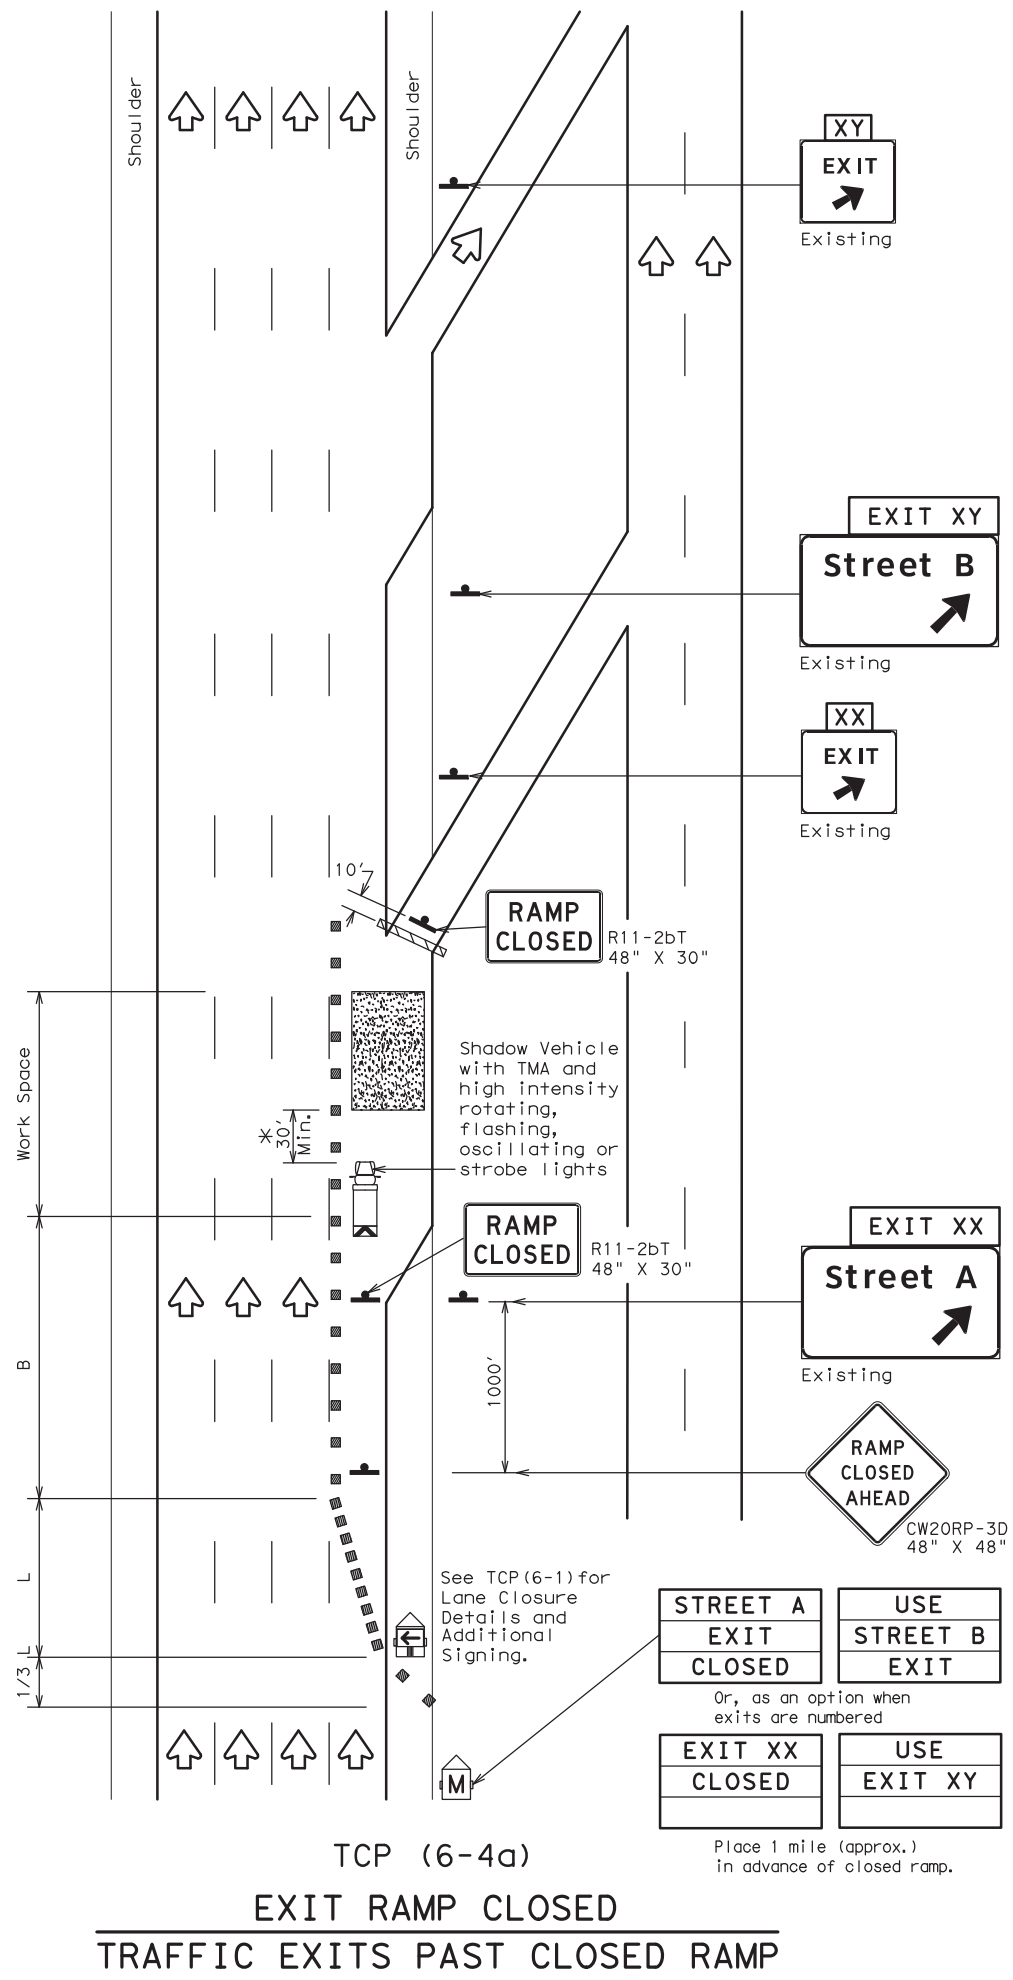 Shoulder
Shoulder
XY
EXIT
Existing
EXIT XY
Street B
Existing
XX
EXIT
Existing
10'
RAMP
CLOSED
R11-2bT
48" X 30"
Work Space
Shadow Vehicle
with TMA and
high intensity
rotating,
flashing,
oscillating or
strobe lights
*
30'
Min.
RAMP
CLOSED
R11-2bT
48" X 30"
EXIT XX
Street A
Existing
B
1000'
RAMP
CLOSED
AHEAD
CW20RP-3D
48" X 48"
L
See TCP(6-1)for
Lane Closure
Details and
Additional
Signing.
1/3 L
STREET A
EXIT
CLOSED
USE
STREET B
EXIT
Or, as an option when
exits are numbered
EXIT XX
CLOSED
USE
EXIT XY
M
Place 1 mile (approx.)
in advance of closed ramp.
TCP (6-4a)
EXIT RAMP CLOSED
TRAFFIC EXITS PAST CLOSED RAMP